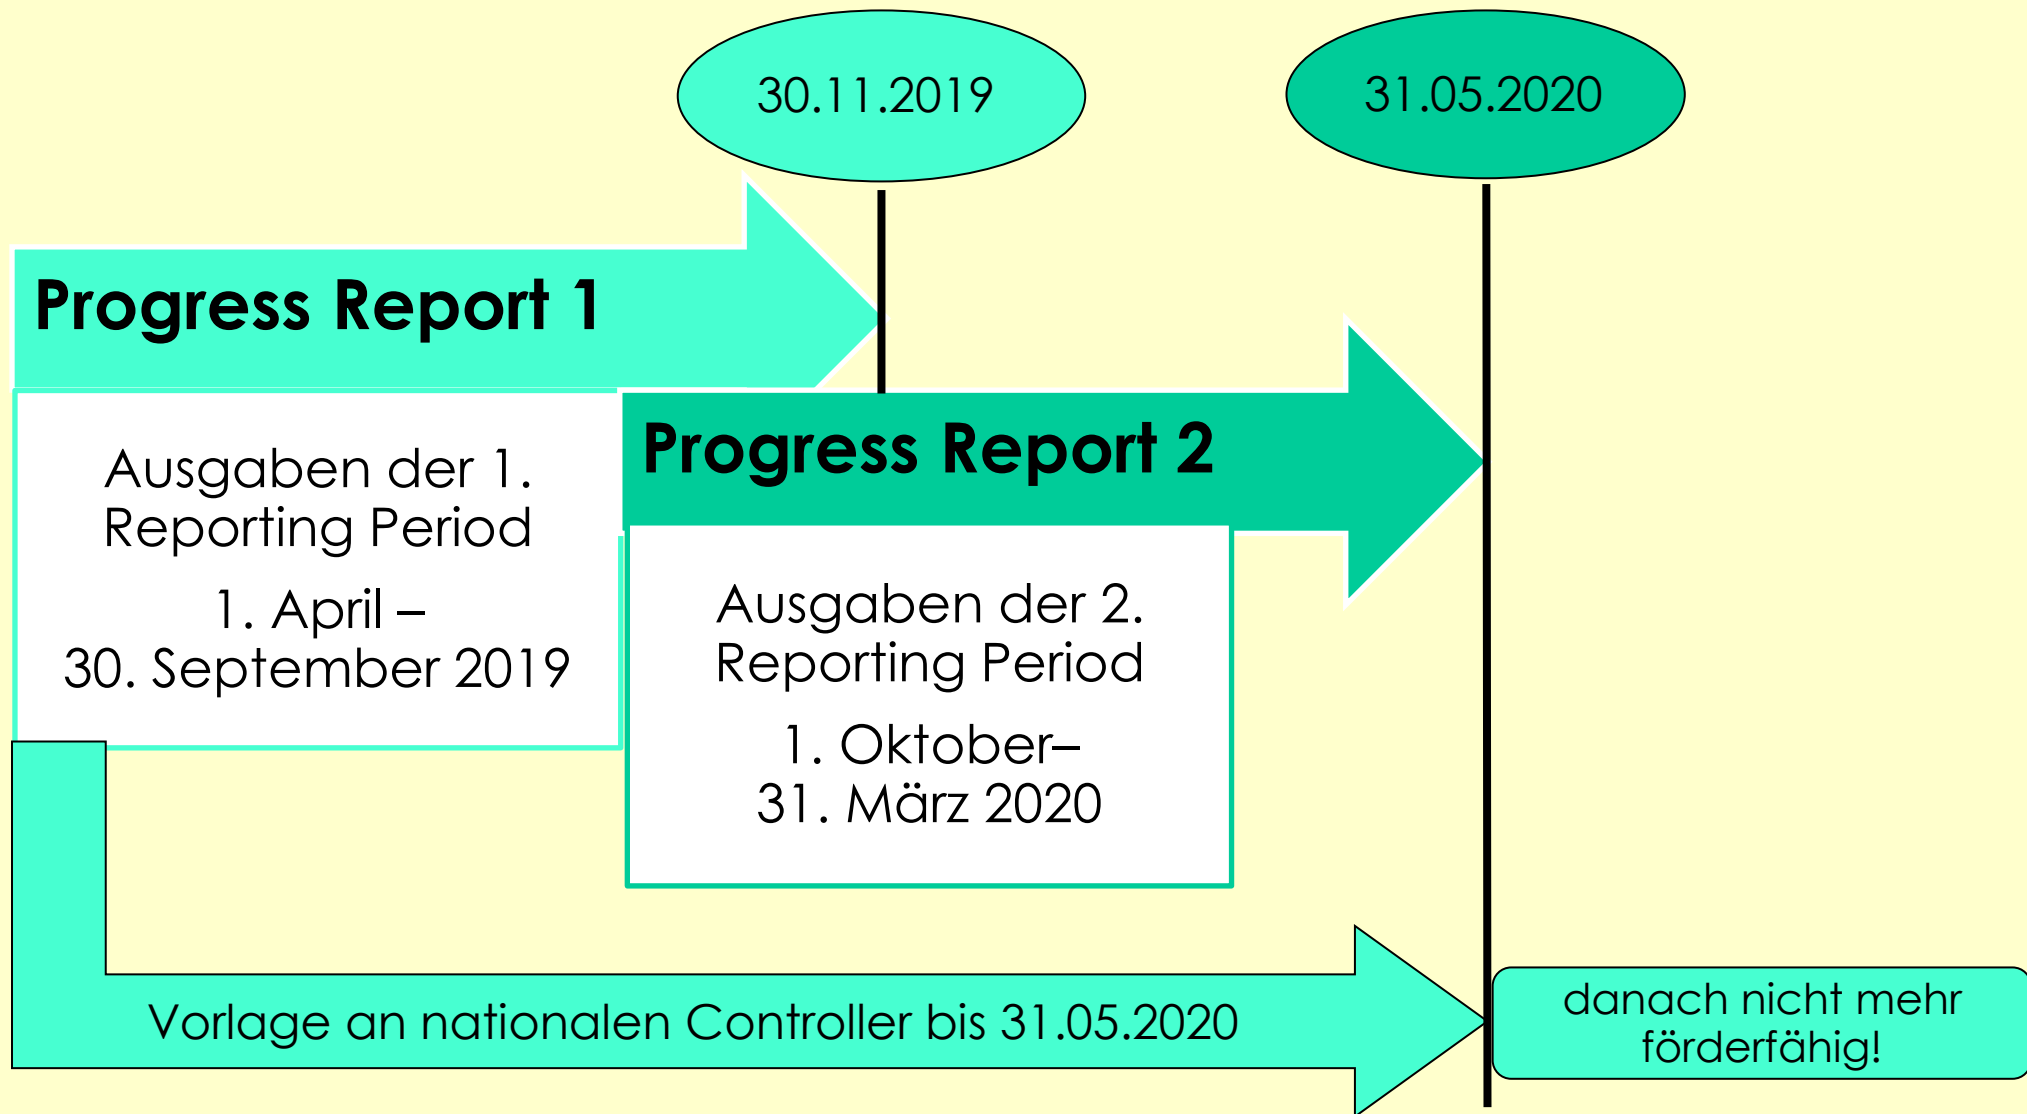 30.11.2019
31.05.2020
Progress Report 1
Ausgaben der 1.
Reporting Period
1. April –
30. September 2019
Progress Report 2
Ausgaben der 2.
Reporting Period
1. Oktober–
31. März 2020
Vorlage an nationalen Controller bis 31.05.2020
danach nicht mehr
förderfähig!